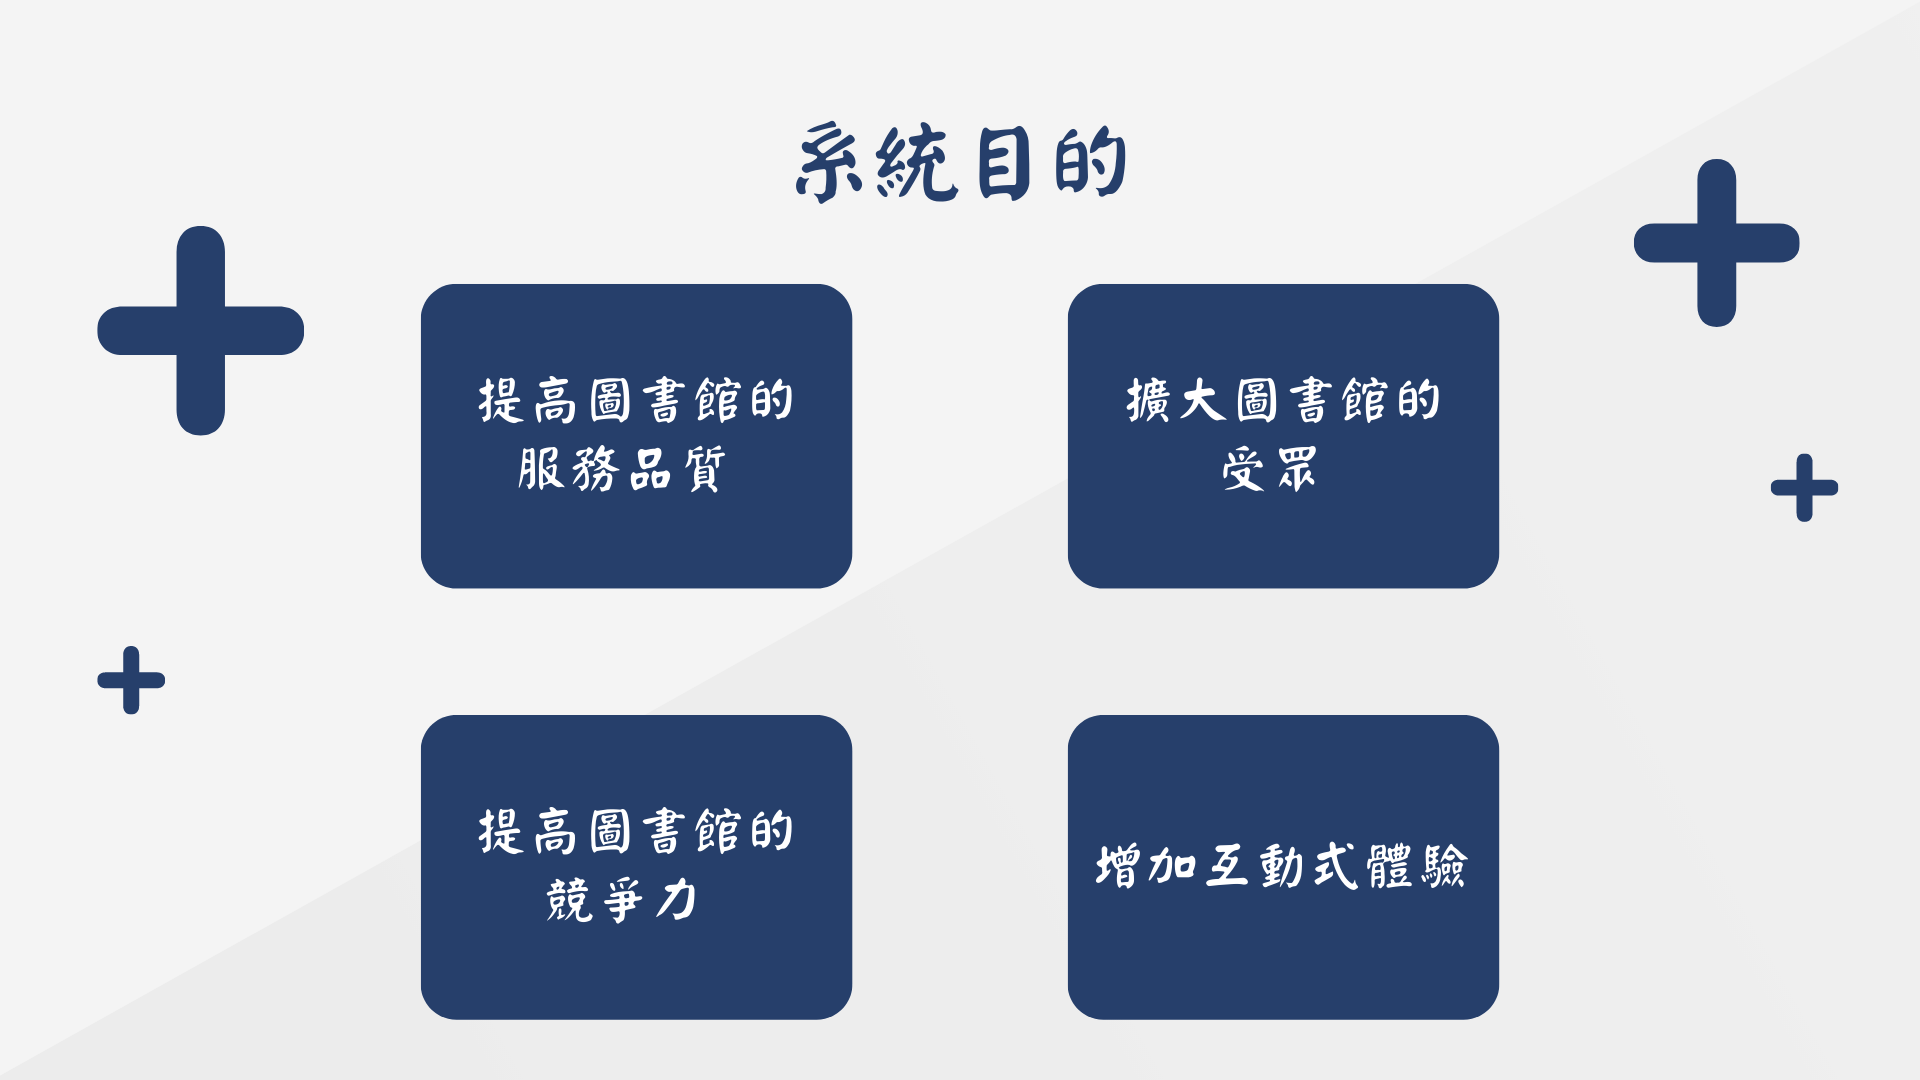 系統目的
提高圖書館的
服務品質
擴大圖書館的
受眾
提高圖書館的
競爭力
增加互動式體驗